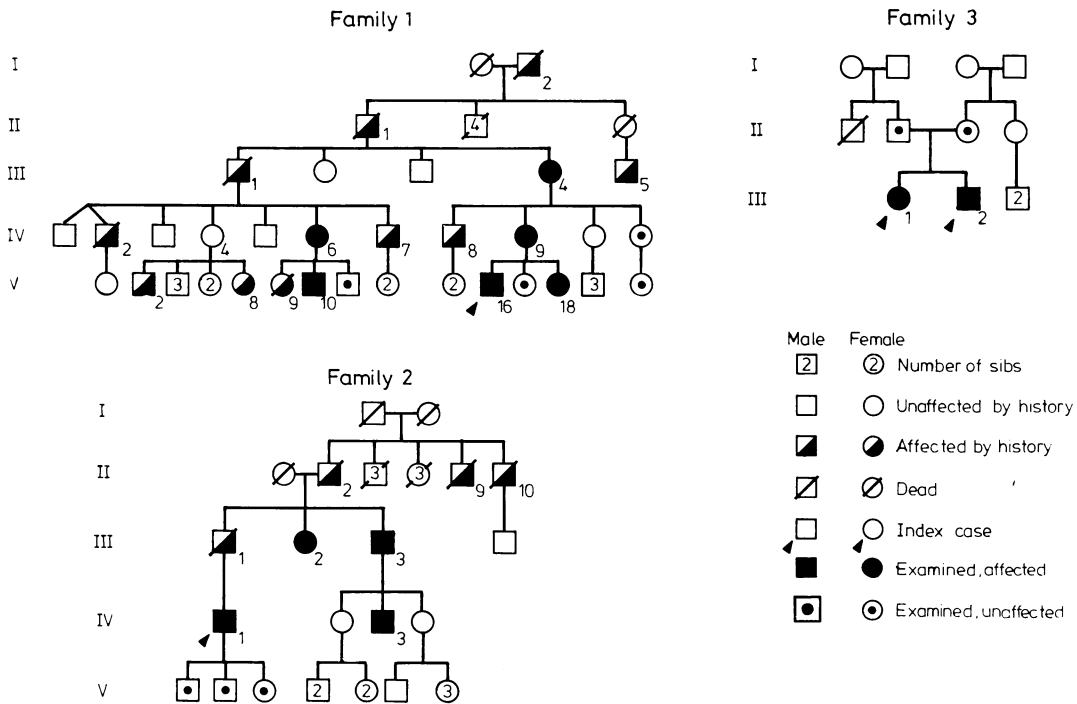 Family 1
I
2
II
1
4
III
1
4
5
IV
2
4
6
7
8
9
V
2
3
2
8
9
10
2
2
16
18
3
Family 2
I
II
2
3
3
9
10
III
1
2
3
IV
1
3
V
2
2
3
Family 3
I
II
III
1
2
2
Male Female
2 2 Number of sibs
Unaffected by history
Affected by history
Dead
Index case
Examined, affected
Examined, unaffected